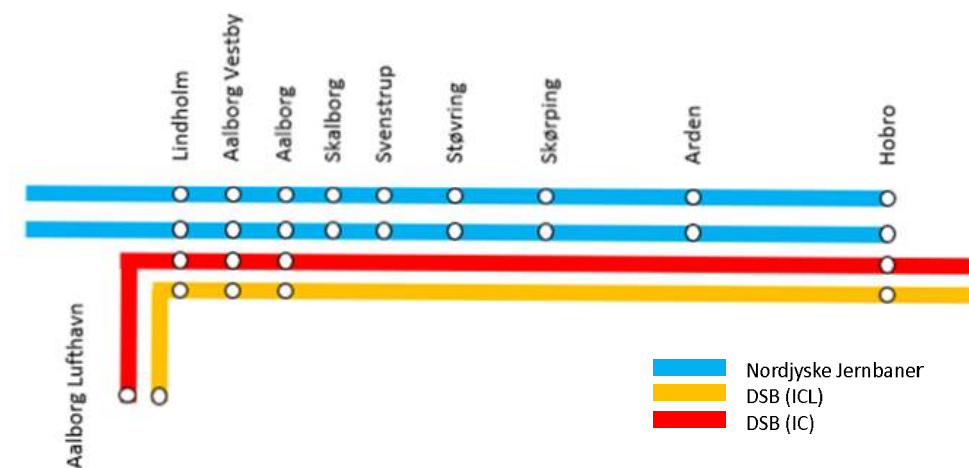 Lindholm
Aalborg Vestby
Aalborg
Skalborg
Svenstrup
Støvring
Skørping
Arden
Hobro
Aalborg Lufthavn
Nordjyske Jernbaner
DSB (ICL)
DSB (IC)